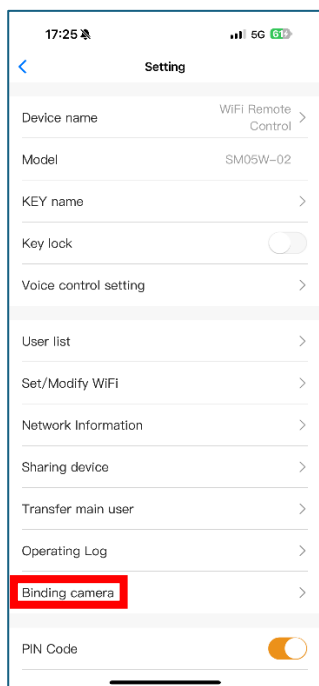 17:25 5G 61
Setting
Device name WiFi Remote
Control
Model SM05W-02
KEY name
Key lock
Voice control setting
User list
Set/Modify WiFi
Network Information
Sharing device
Transfer main user
Operating Log
Binding camera
PIN Code